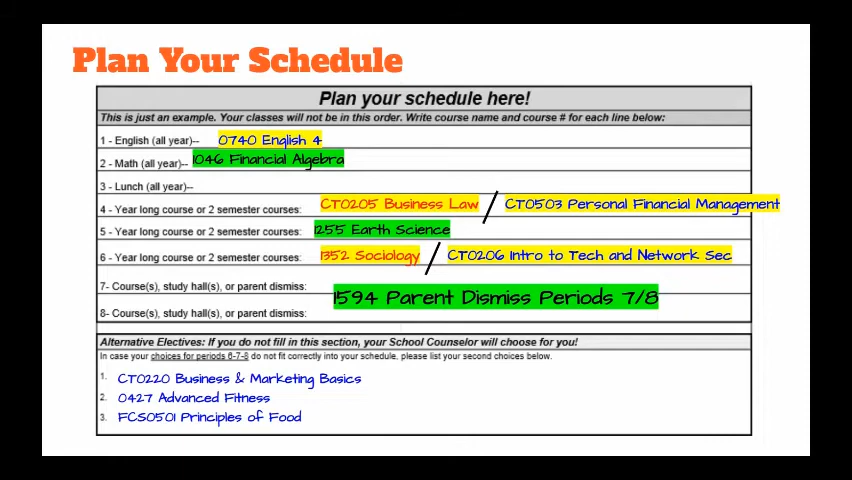 Plan Your Schedule
Plan your schedule here!
This is just an example. Your classes will not be in this order. Write course name and course # for each line below:
1 - English (all year)-- 0740 English 4
2 - Math (all year)-- 1046 Financial Algebra
3 - Lunch (all year)--
4 - Year long course or 2 semester courses: CT0205 Business Law / CT0503 Personal Financial Management
5 - Year long course or 2 semester courses: 1255 Earth Science
6 - Year long course or 2 semester courses: 1352 Sociology / CT0206 Intro to Tech and Network Sec
7- Course(s), study hall(s), or parent dismiss:
1594 Parent Dismiss Periods 7/8
8- Course(s), study hall(s), or parent dismiss:
Alternative Electives: If you do not fill in this section, your School Counselor will choose for you!
In case your choices for periods 6-7-8 do not fit correctly into your schedule, please list your second choices below.
1. CT0220 Business & Marketing Basics
2. 0427 Advanced Fitness
3. FCS0501 Principles of Food